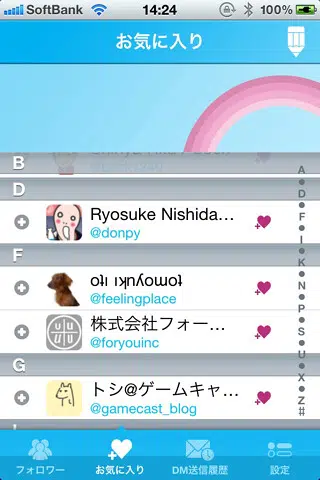 SoftBank 14:24 100%
お気に入り
B
D
A
D
F
I
K
N
P
S
U
X
Z
#
Ryosuke Nishida…
@donpy
F
oʇı ıʞnʎoɯoʇ
@feelingplace
株式会社フォー…
@foryouinc
G
トシ@ゲームキャ…
@gamecast_blog
フォロワー
お気に入り
DM送信履歴
設定